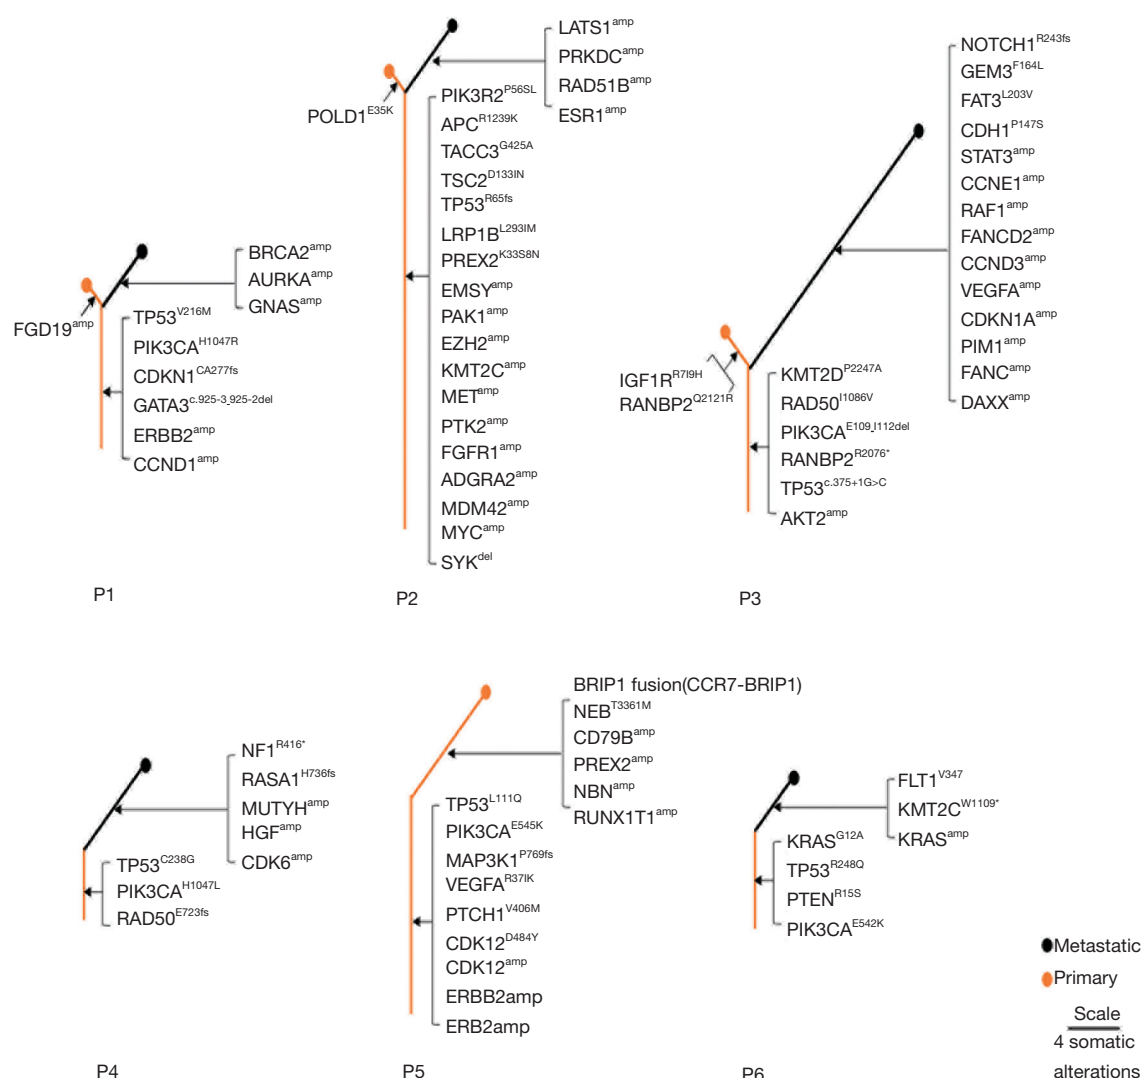 BRCA2amp
AURKAamp
GNASamp
FGD19amp
TP53V216M
PIK3CAH1047R
CDKN1CA277fs
GATA3c.925-3_925-2del
ERBB2amp
CCND1amp
P1
LATS1amp
PRKDCamp
RAD51Bamp
ESR1amp
POLD1E35K
PIK3R2P56SL
APCR1239K
TACC3G425A
TSC2D133IN
TP53R65fs
LRP1BL293IM
PREX2K33S8N
EMSYamp
PAK1amp
EZH2amp
KMT2Camp
METamp
PTK2amp
FGFR1amp
ADGRA2amp
MDM42amp
MYCamp
SYKdel
P2
NOTCH1R243fs
GEM3F164L
FAT3L203V
CDH1P147S
STAT3amp
CCNE1amp
RAF1amp
FANCD2amp
CCND3amp
VEGFAamp
CDKN1Aamp
PIM1amp
FANCamp
DAXXamp
IGF1RR7I9H
RANBP2Q2121R
KMT2DP2247A
RAD50I1086V
PIK3CAE109_I112del
RANBP2R2076*
TP53c.375+1G>C
AKT2amp
P3
NF1R416*
RASA1H736fs
MUTYHamp
HGFamp
CDK6amp
TP53C238G
PIK3CAH1047L
RAD50E723fs
P4
BRIP1 fusion(CCR7-BRIP1)
NEBT3361M
CD79Bamp
PREX2amp
NBNamp
RUNX1T1amp
TP53L111Q
PIK3CAE545K
MAP3K1P769fs
VEGFAR37IK
PTCH1V406M
CDK12D484Y
CDK12amp
ERBB2amp
ERB2amp
P5
FLT1V347
KMT2CW1109*
KRASamp
KRASG12A
TP53R248Q
PTENR15S
PIK3CAE542K
P6
Metastatic
Primary
Scale
4 somatic
alterations